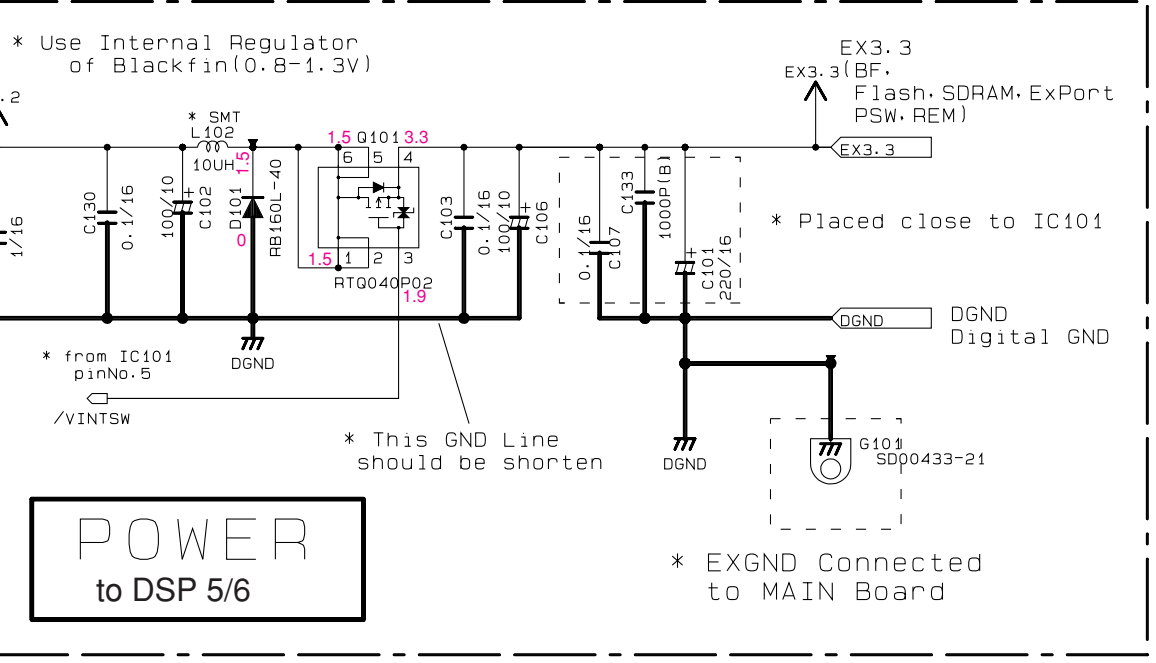 * Use Internal Regulator
of Blackfin(0.8-1.3V)
EX3.3
EX3.3(BF,
Flash, SDRAM, ExPort
PSW, REM)
.2
* SMT
L102
10UH
1.5
1.5 Q101 3.3
6 5 4
EX3.3
C130
0.1/16
100/10
+
C102
D101
0
RB160L-40
C103
0.1/16
100/10
+
C106
0.1/16
C107
C133
1000P(B)
+
C101
220/16
* Placed close to IC101
1/16
1.5 1 2 3
RTQ040P02
1.9
DGND
DGND
Digital GND
* from IC101
pinNo.5
DGND
/VINTSW
* This GND Line
should be shorten
DGND
G101
SD00433-21
POWER
to DSP 5/6
* EXGND Connected
to MAIN Board